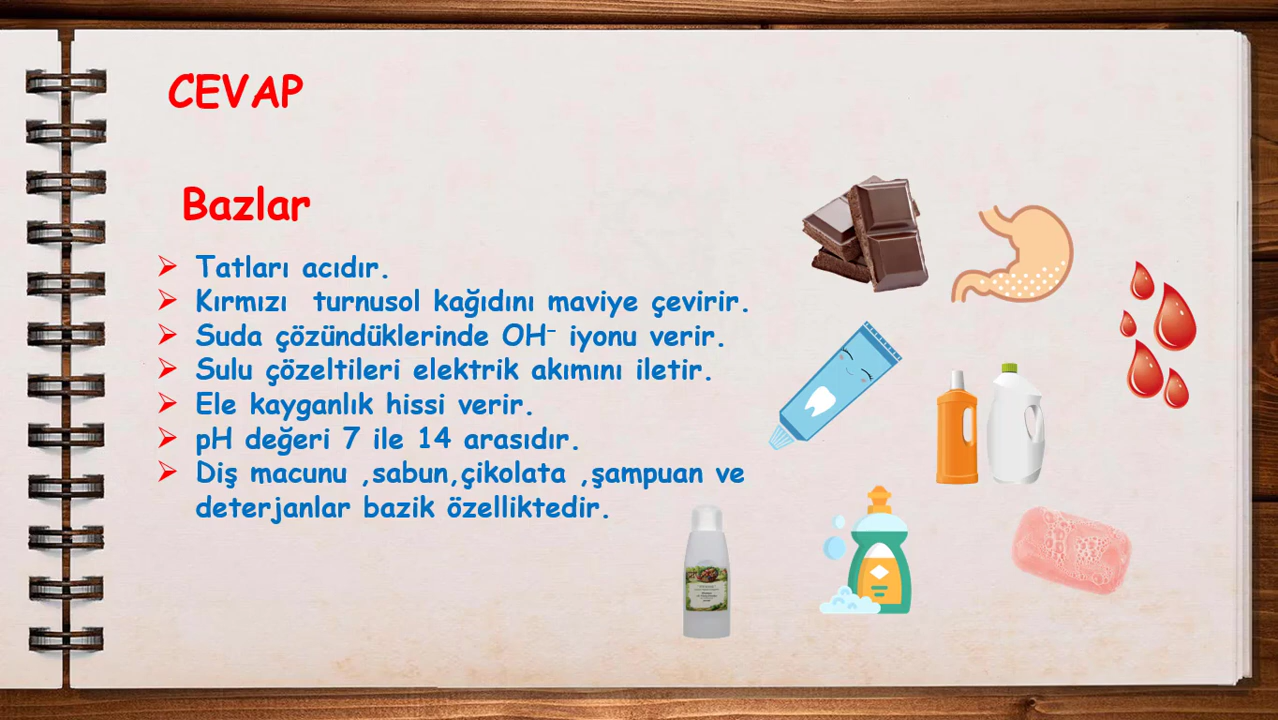 CEVAP
Bazlar
➢ Tatları acıdır.
➢ Kırmızı turnusol kağıdını maviye çevirir.
➢ Suda çözündüklerinde OH⁻ iyonu verir.
➢ Sulu çözeltileri elektrik akımını iletir.
➢ Ele kayganlık hissi verir.
➢ pH değeri 7 ile 14 arasıdır.
➢ Diş macunu ,sabun,çikolata ,şampuan ve
deterjanlar bazik özelliktedir.